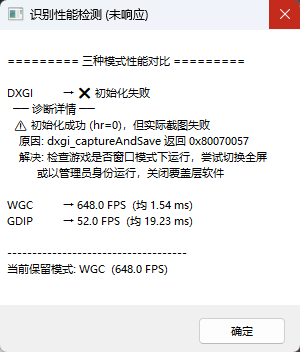 识别性能检测 (未响应)
========= 三种模式性能对比 =========
DXGI → ❌ 初始化失败
── 诊断详情 ──
⚠ 初始化成功 (hr=0)，但实际截图失败
原因: dxgi_captureAndSave 返回 0x80070057
解决: 检查游戏是否窗口模式下运行，尝试切换全屏
或以管理员身份运行，关闭覆盖层软件
WGC → 648.0 FPS (均 1.54 ms)
GDIP → 52.0 FPS (均 19.23 ms)
------------------------------------
当前保留模式: WGC (648.0 FPS)
确定